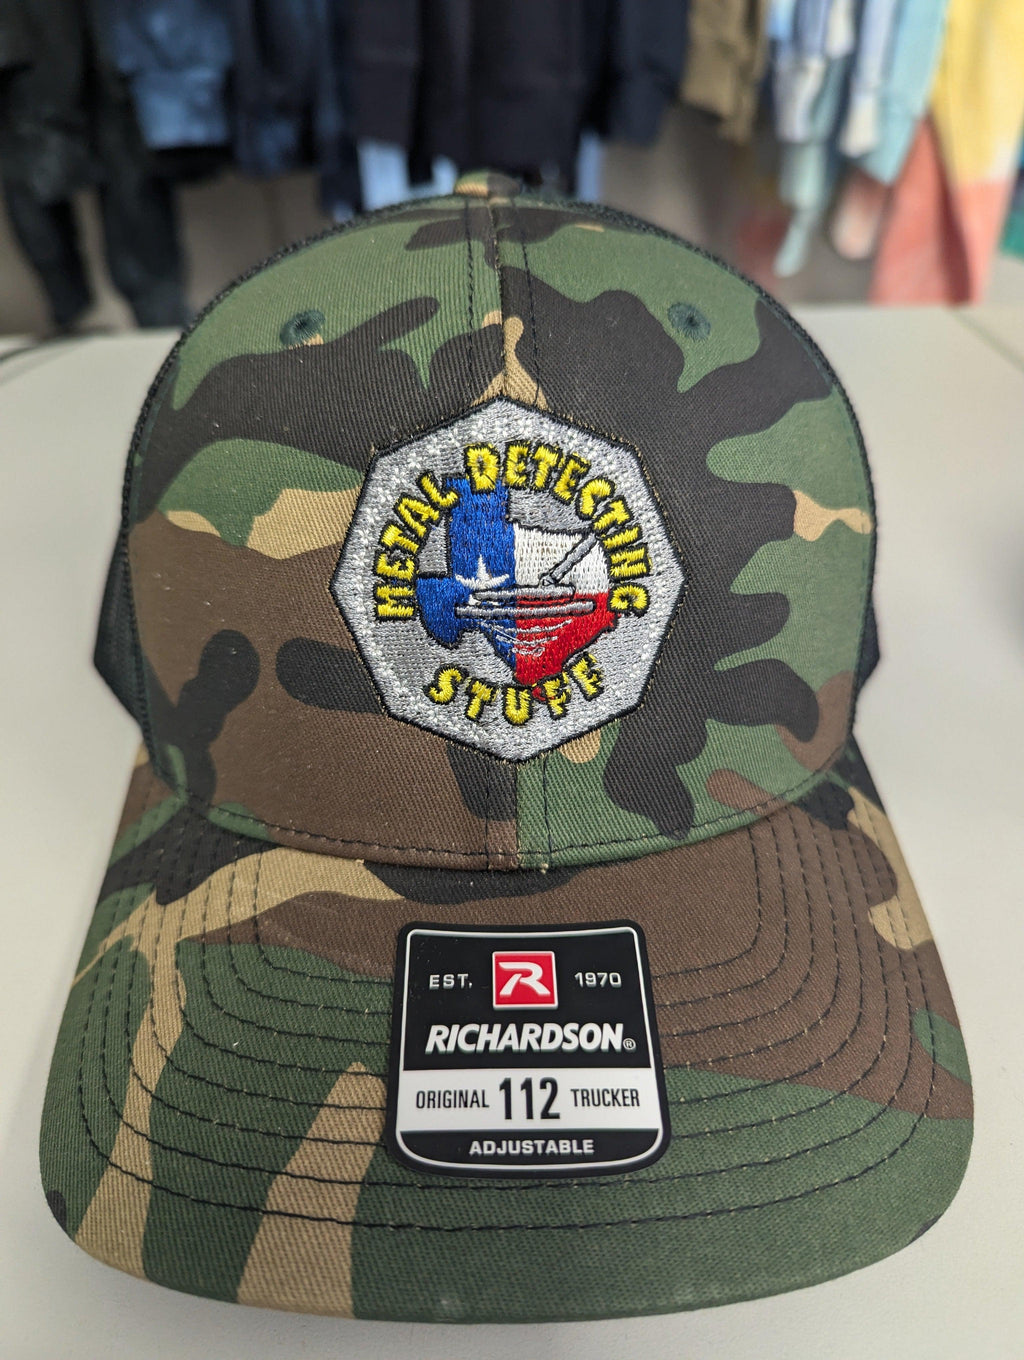 METAL DETECTING
STUFF
EST. R 1970
RICHARDSON®
ORIGINAL 112 TRUCKER
ADJUSTABLE